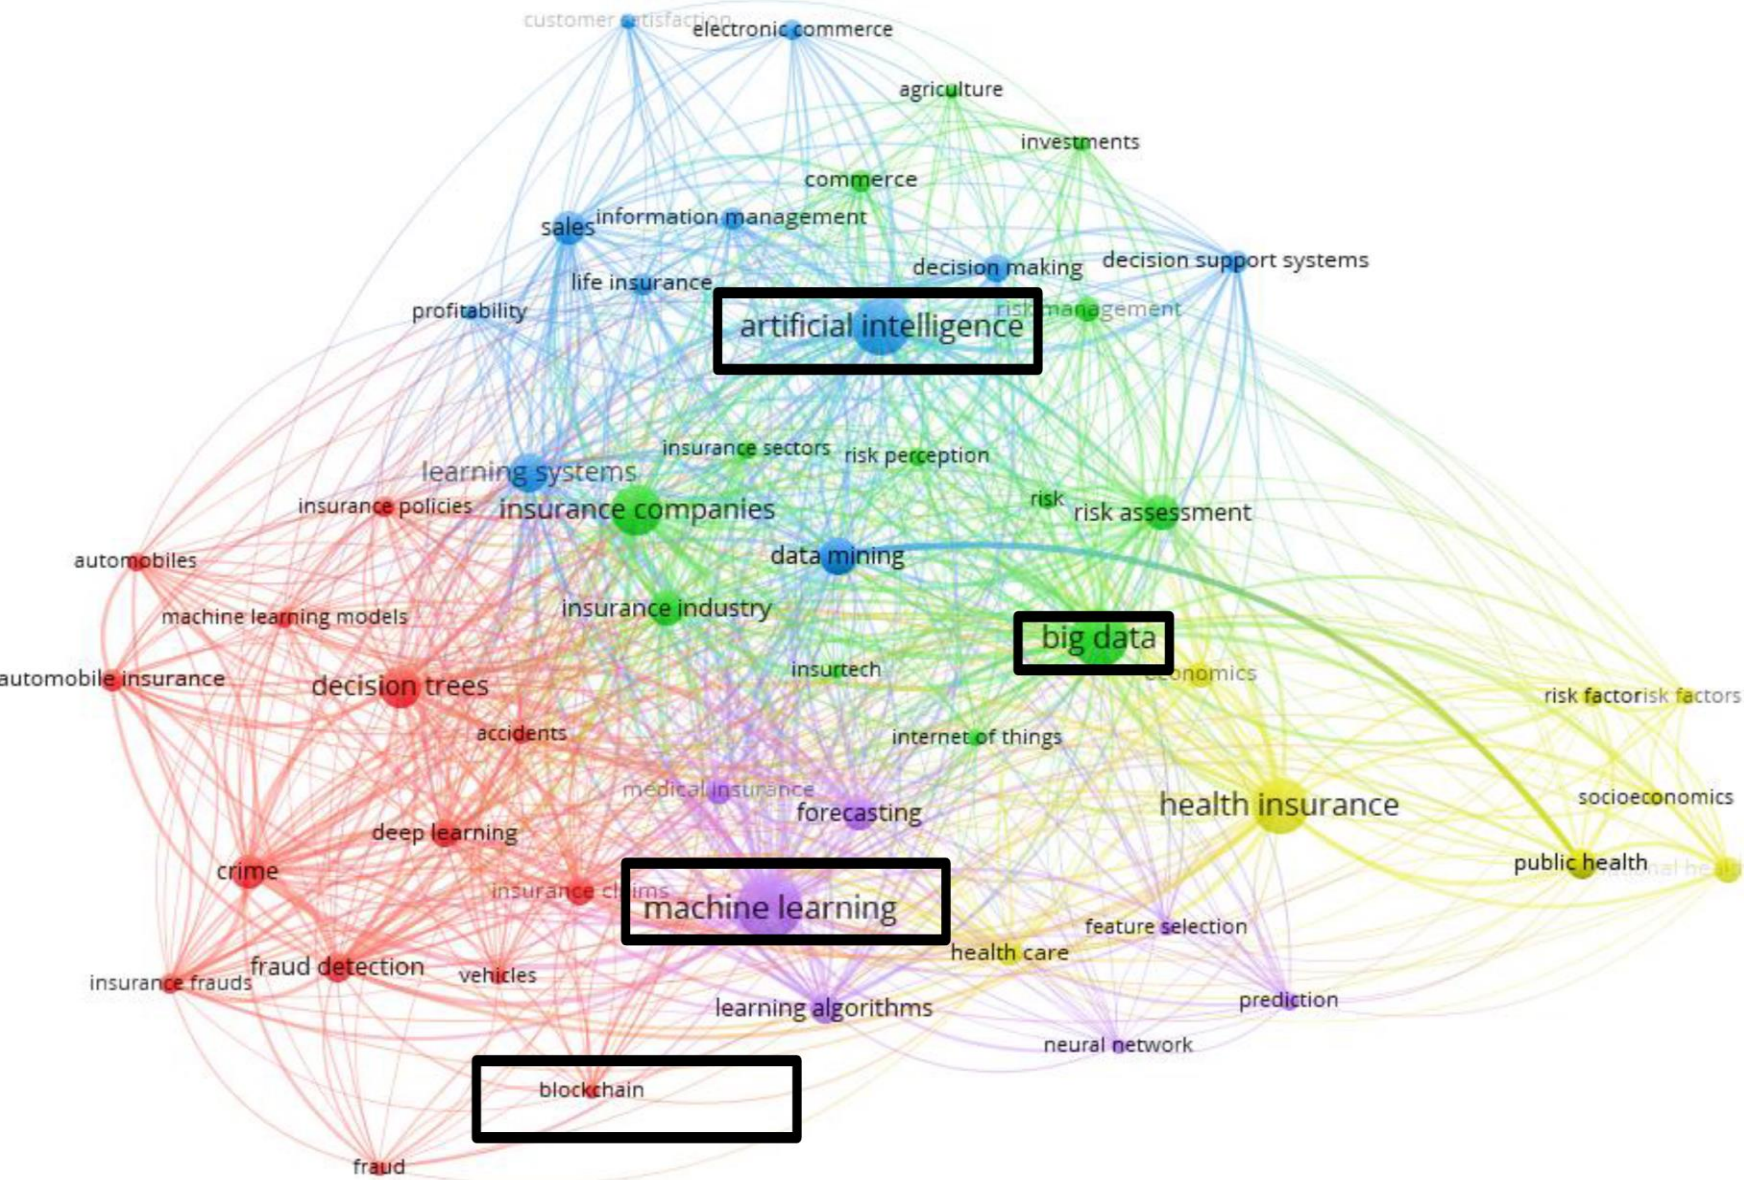 customer satisfaction
electronic commerce
agriculture
investments
commerce
information management
sales
decision support systems
decision making
life insurance
risk management
profitability
artificial intelligence
insurance sectors
risk perception
learning systems
risk
insurance policies
insurance companies
risk assessment
data mining
automobiles
insurance industry
machine learning models
big data
insurtech
economics
automobile insurance
decision trees
risk factor
risk factors
accidents
internet of things
medical insurance
socioeconomics
health insurance
forecasting
deep learning
public health
crime
insurance claims
machine learning
feature selection
health care
fraud detection
vehicles
insurance frauds
prediction
learning algorithms
neural network
blockchain
fraud